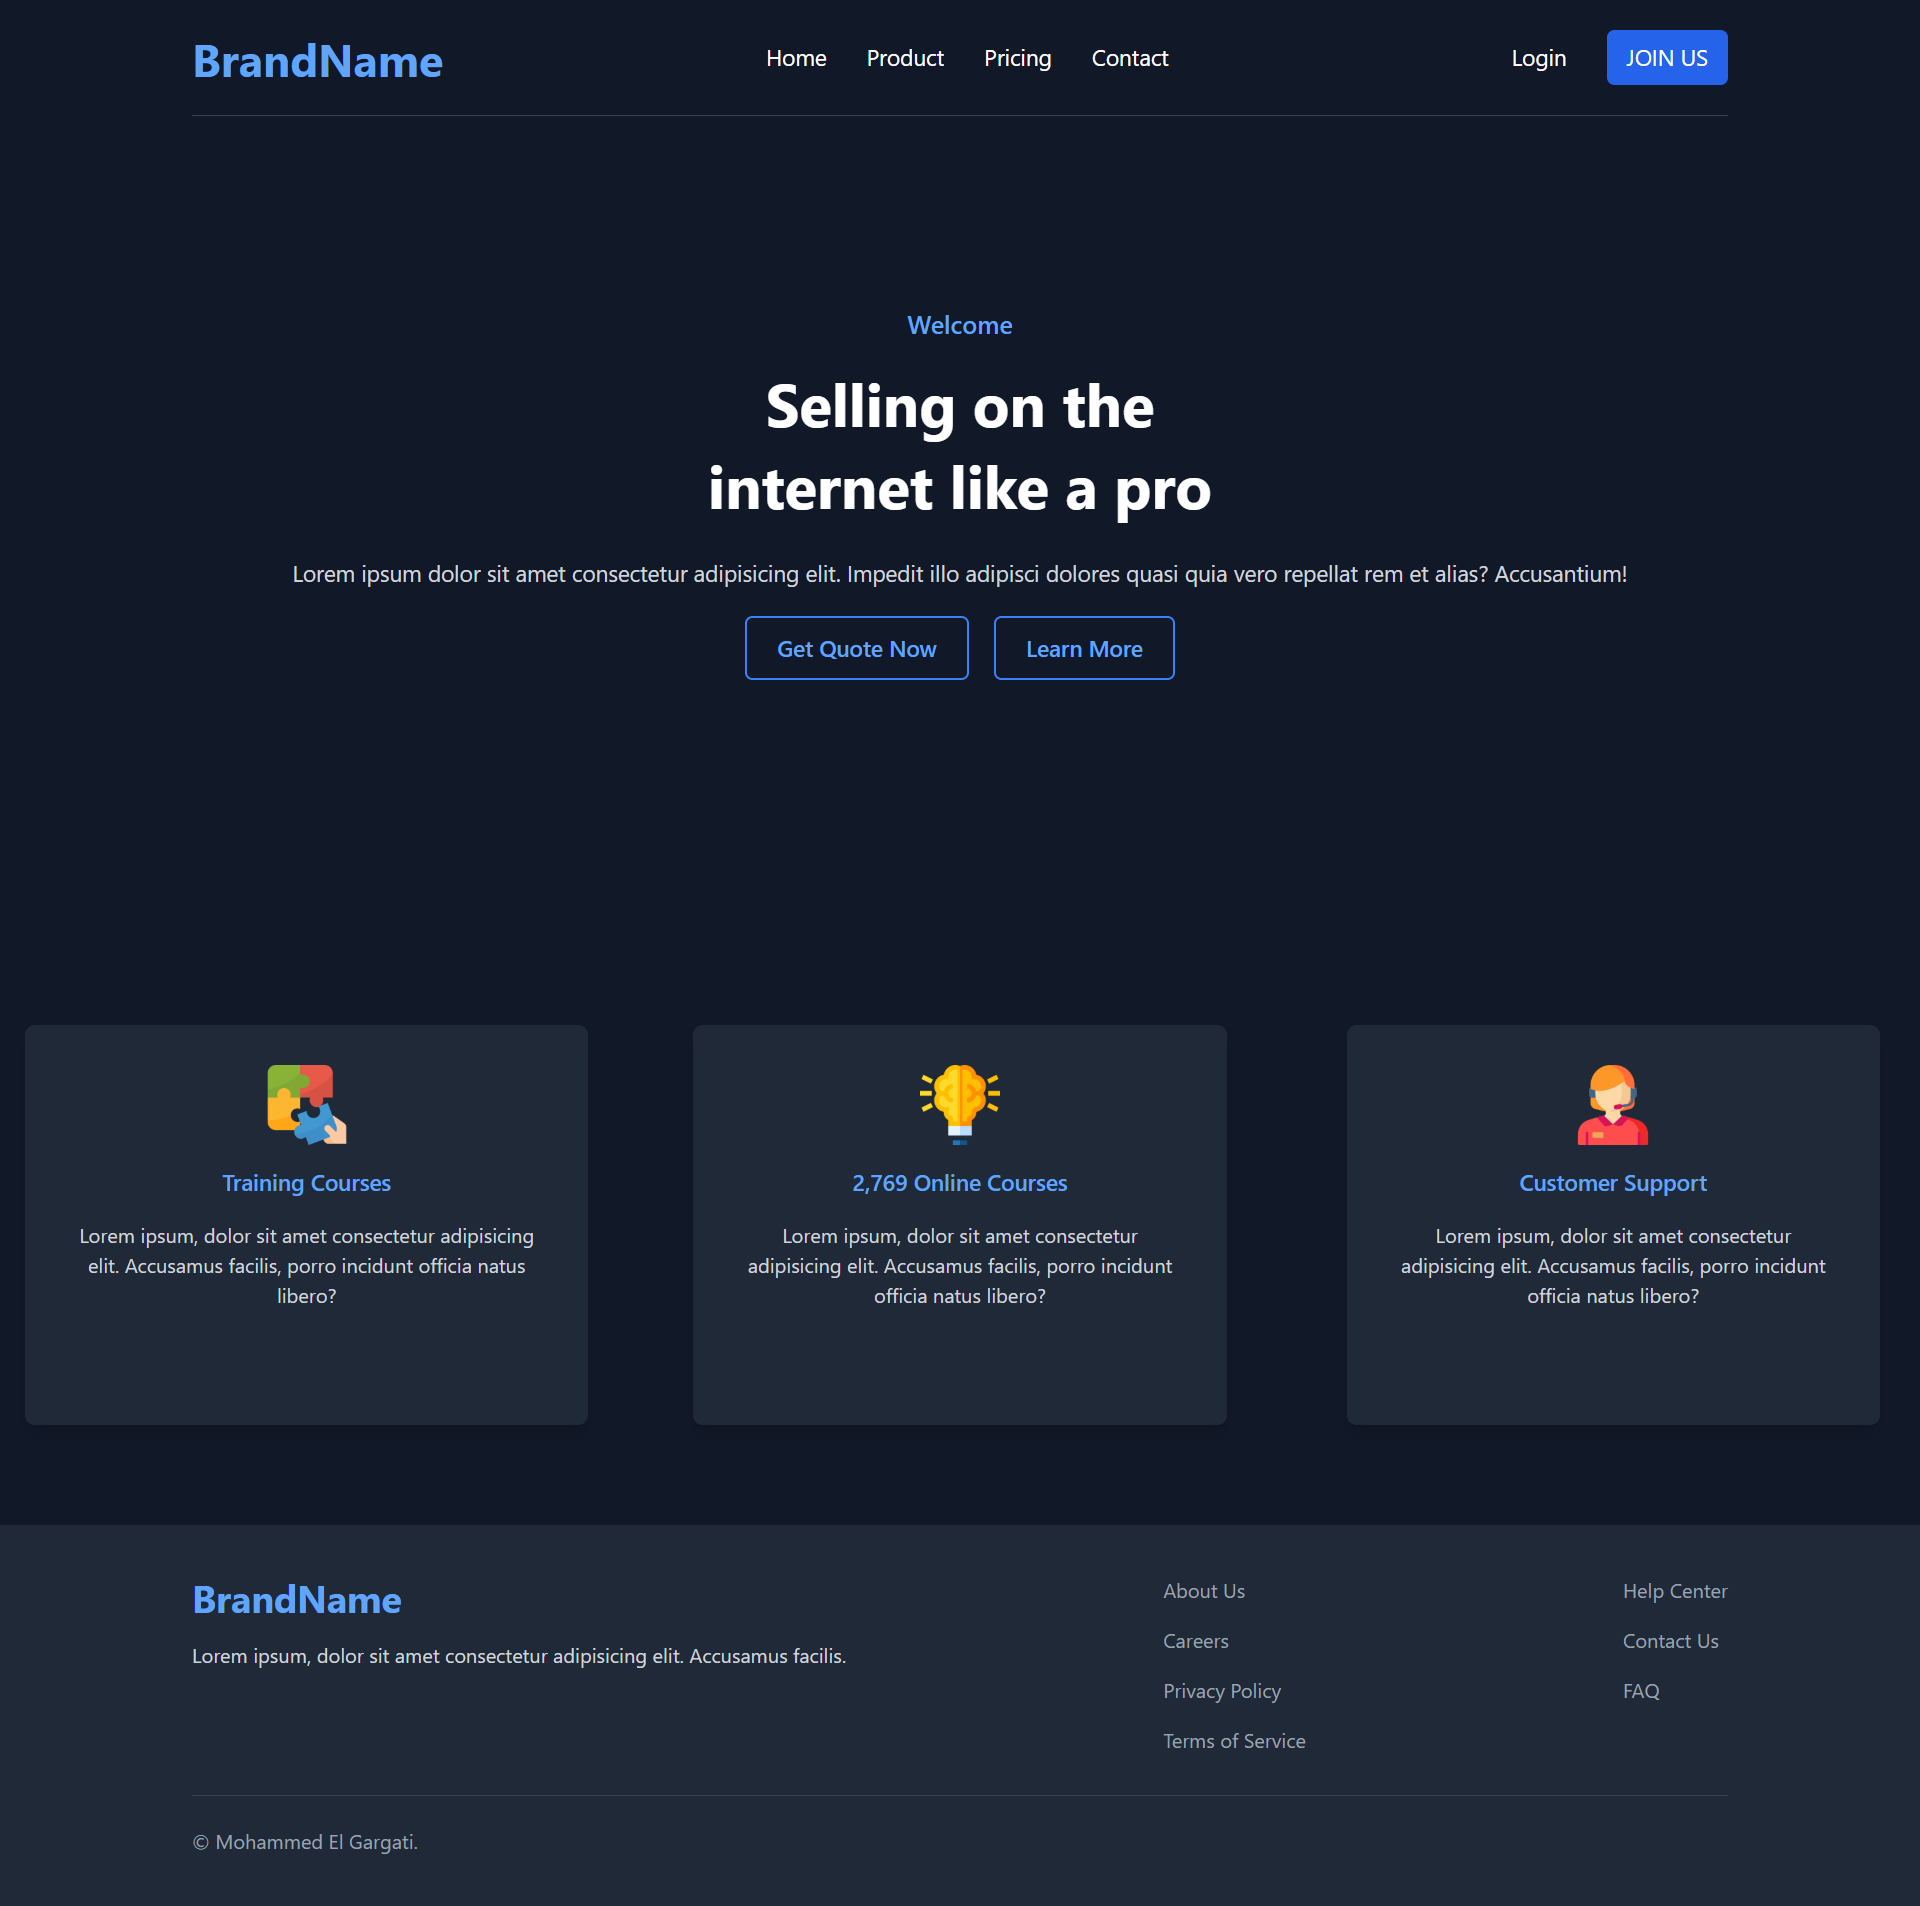 BrandName
Home Product Pricing Contact
Login JOIN US
Welcome
Selling on the
internet like a pro
Lorem ipsum dolor sit amet consectetur adipisicing elit. Impedit illo adipisci dolores quasi quia vero repellat rem et alias? Accusantium!
Get Quote Now Learn More
Training Courses
Lorem ipsum, dolor sit amet consectetur adipisicing
elit. Accusamus facilis, porro incidunt officia natus
libero?
2,769 Online Courses
Lorem ipsum, dolor sit amet consectetur
adipisicing elit. Accusamus facilis, porro incidunt
officia natus libero?
Customer Support
Lorem ipsum, dolor sit amet consectetur
adipisicing elit. Accusamus facilis, porro incidunt
officia natus libero?
BrandName
Lorem ipsum, dolor sit amet consectetur adipisicing elit. Accusamus facilis.
About Us
Careers
Privacy Policy
Terms of Service
Help Center
Contact Us
FAQ
© Mohammed El Gargati.